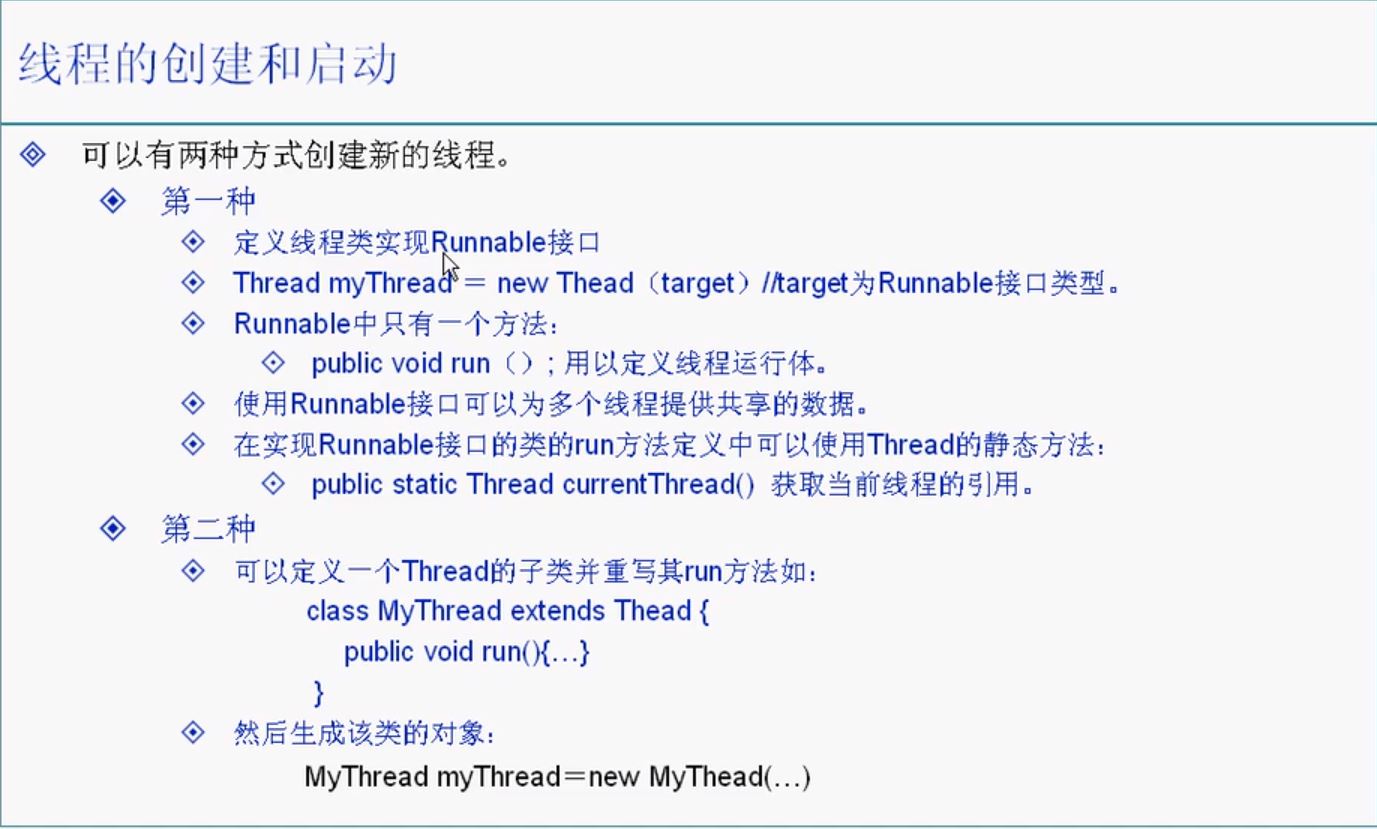 线程的创建和启动
可以有两种方式创建新的线程。
第一种
定义线程类实现Runnable接口
Thread myThread = new Thead（target）//target为Runnable接口类型。
Runnable中只有一个方法：
public void run（）; 用以定义线程运行体。
使用Runnable接口可以为多个线程提供共享的数据。
在实现Runnable接口的类的run方法定义中可以使用Thread的静态方法：
public static Thread currentThread() 获取当前线程的引用。
第二种
可以定义一个Thread的子类并重写其run方法如：
class MyThread extends Thead {
public void run(){…}
}
然后生成该类的对象：
MyThread myThread＝new MyThead(…)